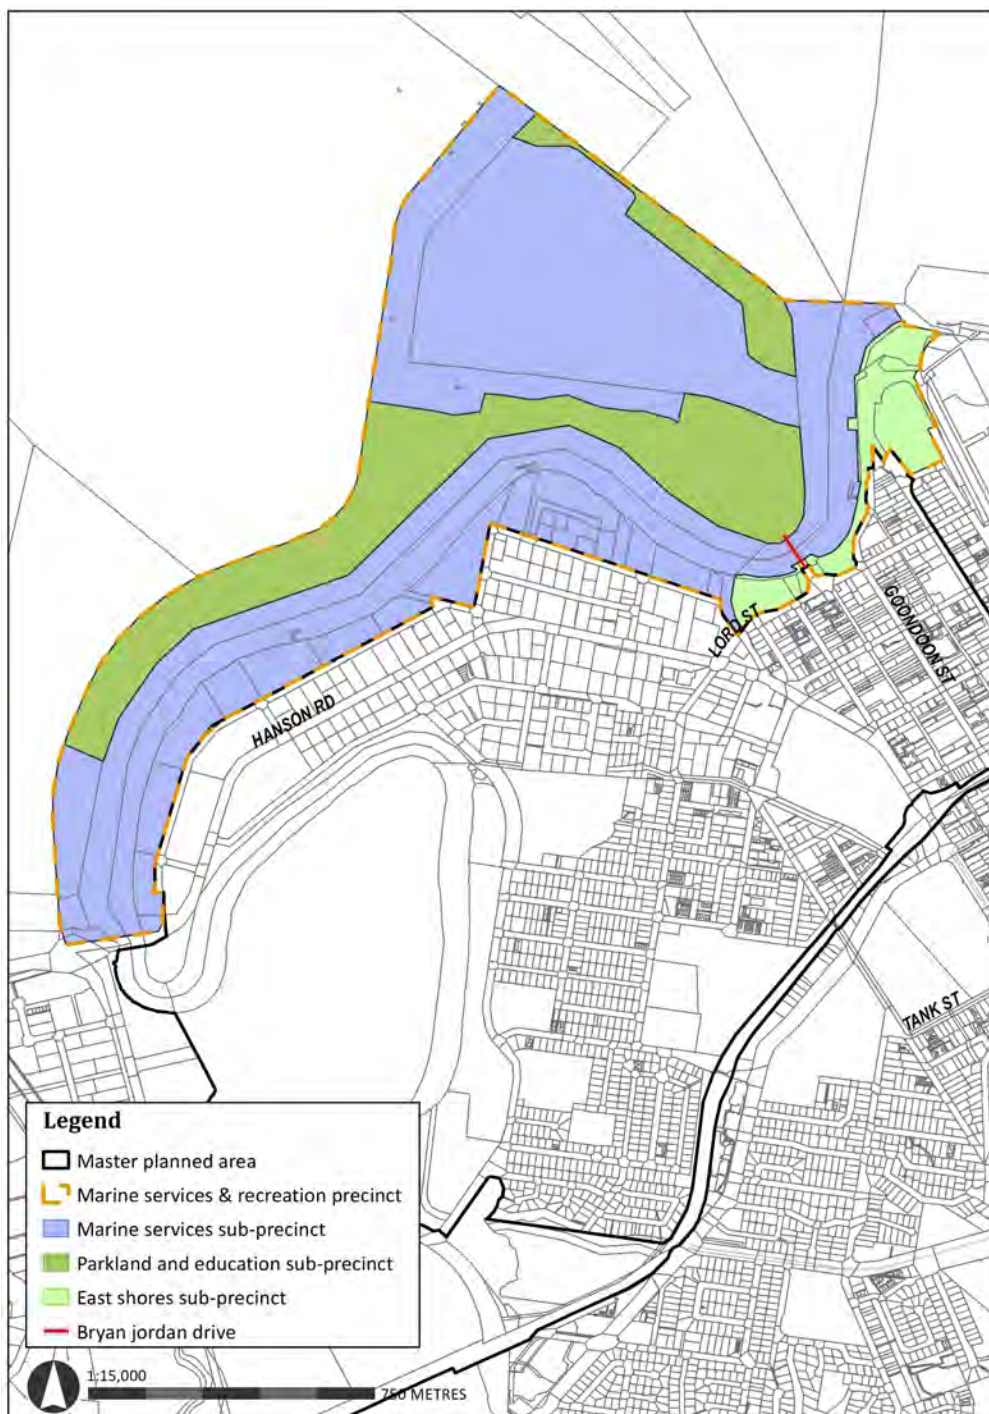 LORD ST
GOONDOON ST
HANSON RD
TANK ST
Legend
Master planned area
Marine services & recreation precinct
Marine services sub-precinct
Parkland and education sub-precinct
East shores sub-precinct
Bryan jordan drive
1:15,000
750 METRES